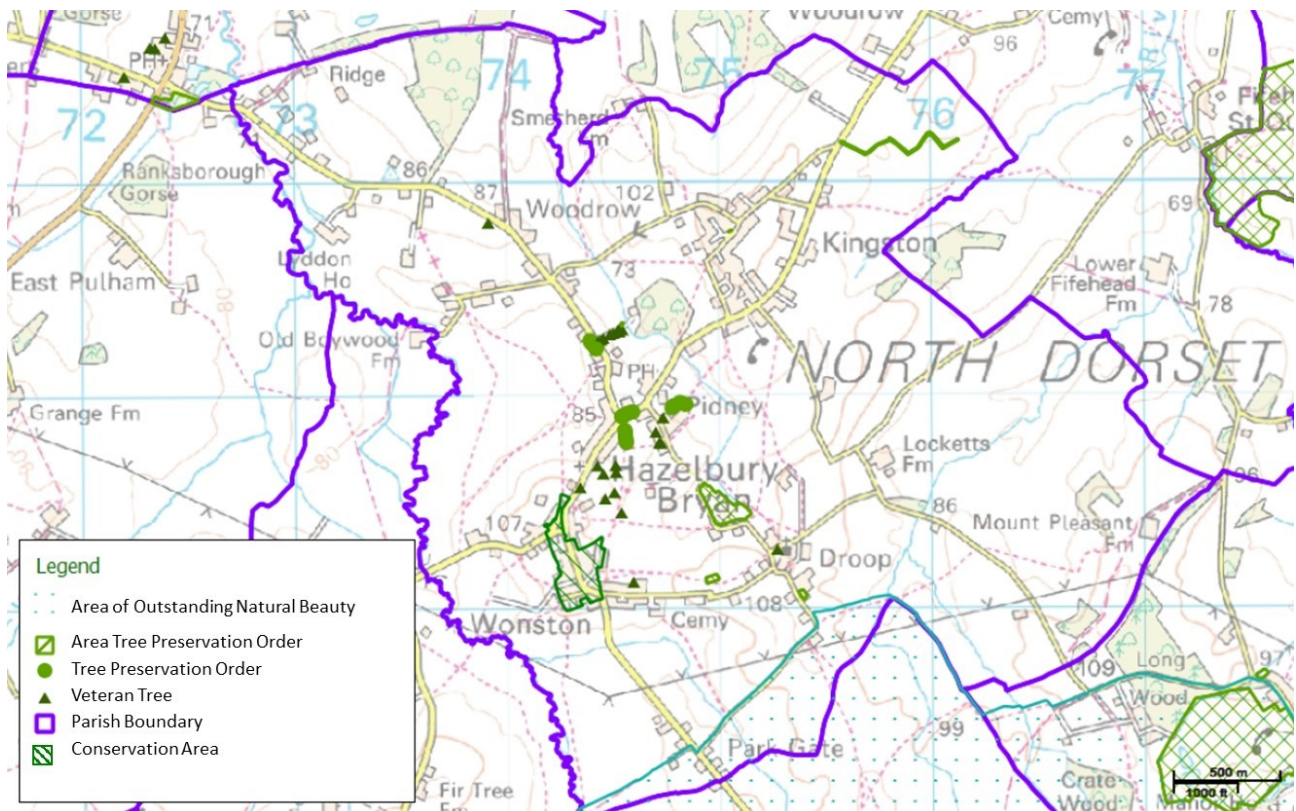 Gorse
71
PH
Ridge
74
75
Woodrow
Cemy
96
72
73
76
77
Ranksborough
Gorse
86
87
Woodrow
102
69
East Pulham
Lyddon
Ho
73
Kingston
Lower
Fifehead
Fm
78
80
Old Boywood
Fm
NORTH DORSET
Grange Fm
PH
85
Pidney
Locketts
Fm
Hazelbury
Bryan
86
96
107
Mount Pleasant
Fm
Droop
108
Wonston
Cemy
109
Long
Wood
97
99
Park Gate
Crate
Wood
Fir Tree
Legend
Area of Outstanding Natural Beauty
Area Tree Preservation Order
Tree Preservation Order
Veteran Tree
Parish Boundary
Conservation Area
500 m
1000 ft